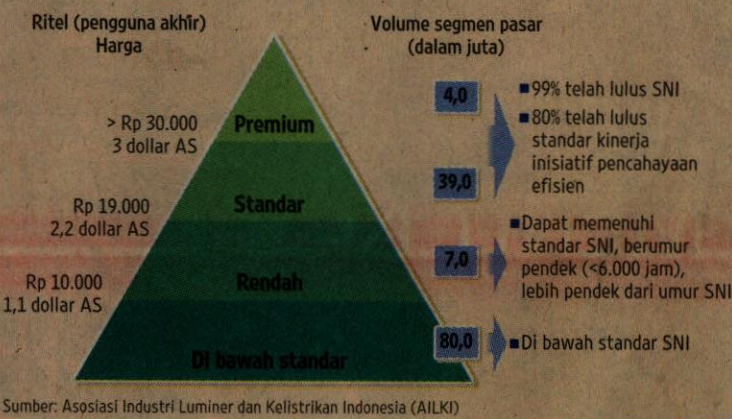 Ritel (pengguna akhir)
Harga
Volume segmen pasar
(dalam juta)
> Rp 30.000
3 dollar AS
Premium
4,0
■99% telah lulus SNI
■80% telah lulus
standar kinerja
inisiatif pencahayaan
efisien
Rp 19.000
2,2 dollar AS
Standar
39,0
Rp 10.000
1,1 dollar AS
Rendah
7,0
■Dapat memenuhi
standar SNI, berumur
pendek (<6.000 jam),
lebih pendek dari umur SNI
Di bawah standar
80,0
■Di bawah standar SNI
Sumber: Asosiasi Industri Luminer dan Kelistrikan Indonesia (AILKI)